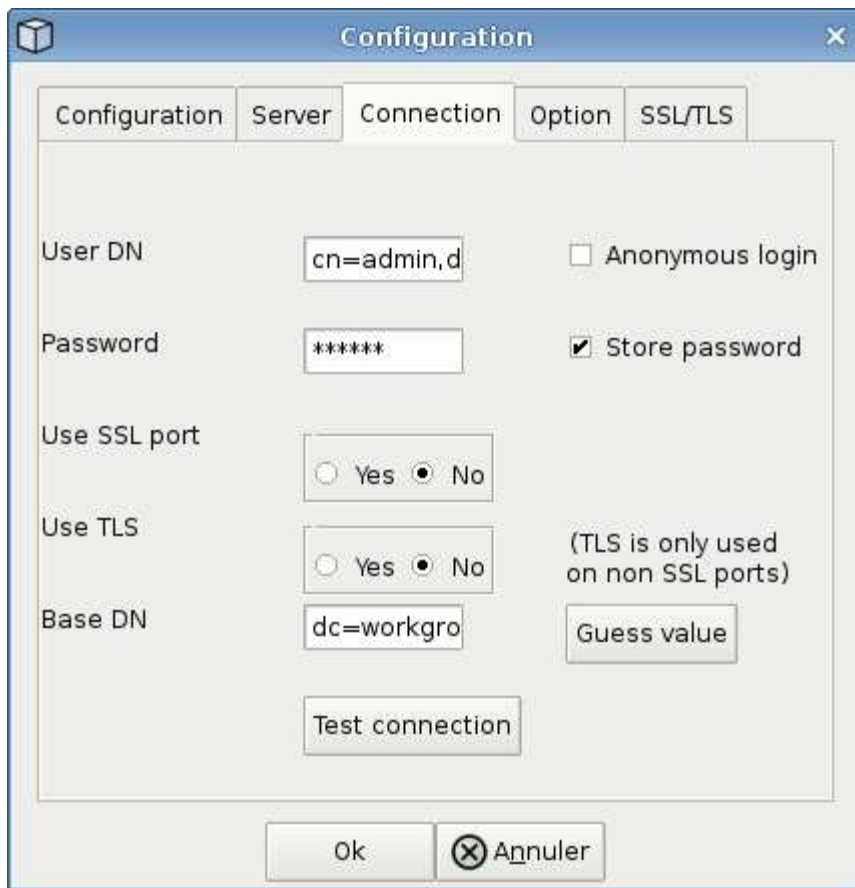 Configuration
Configuration Server Connection Option SSL/TLS
User DN cn=admin,d Anonymous login
Password ****** Store password
Use SSL port
Yes No
Use TLS
Yes No
(TLS is only used
on non SSL ports)
Base DN dc=workgro Guess value
Test connection
Ok Annuler